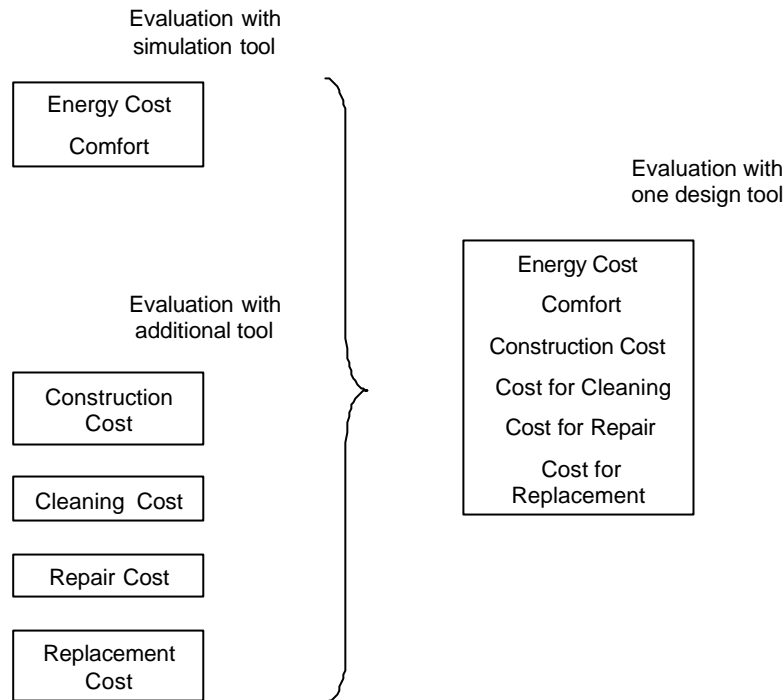 Evaluation with
simulation tool
Energy Cost
Comfort
Evaluation with
additional tool
Construction
Cost
Cleaning Cost
Repair Cost
Replacement
Cost
Evaluation with
one design tool
Energy Cost
Comfort
Construction Cost
Cost for Cleaning
Cost for Repair
Cost for
Replacement